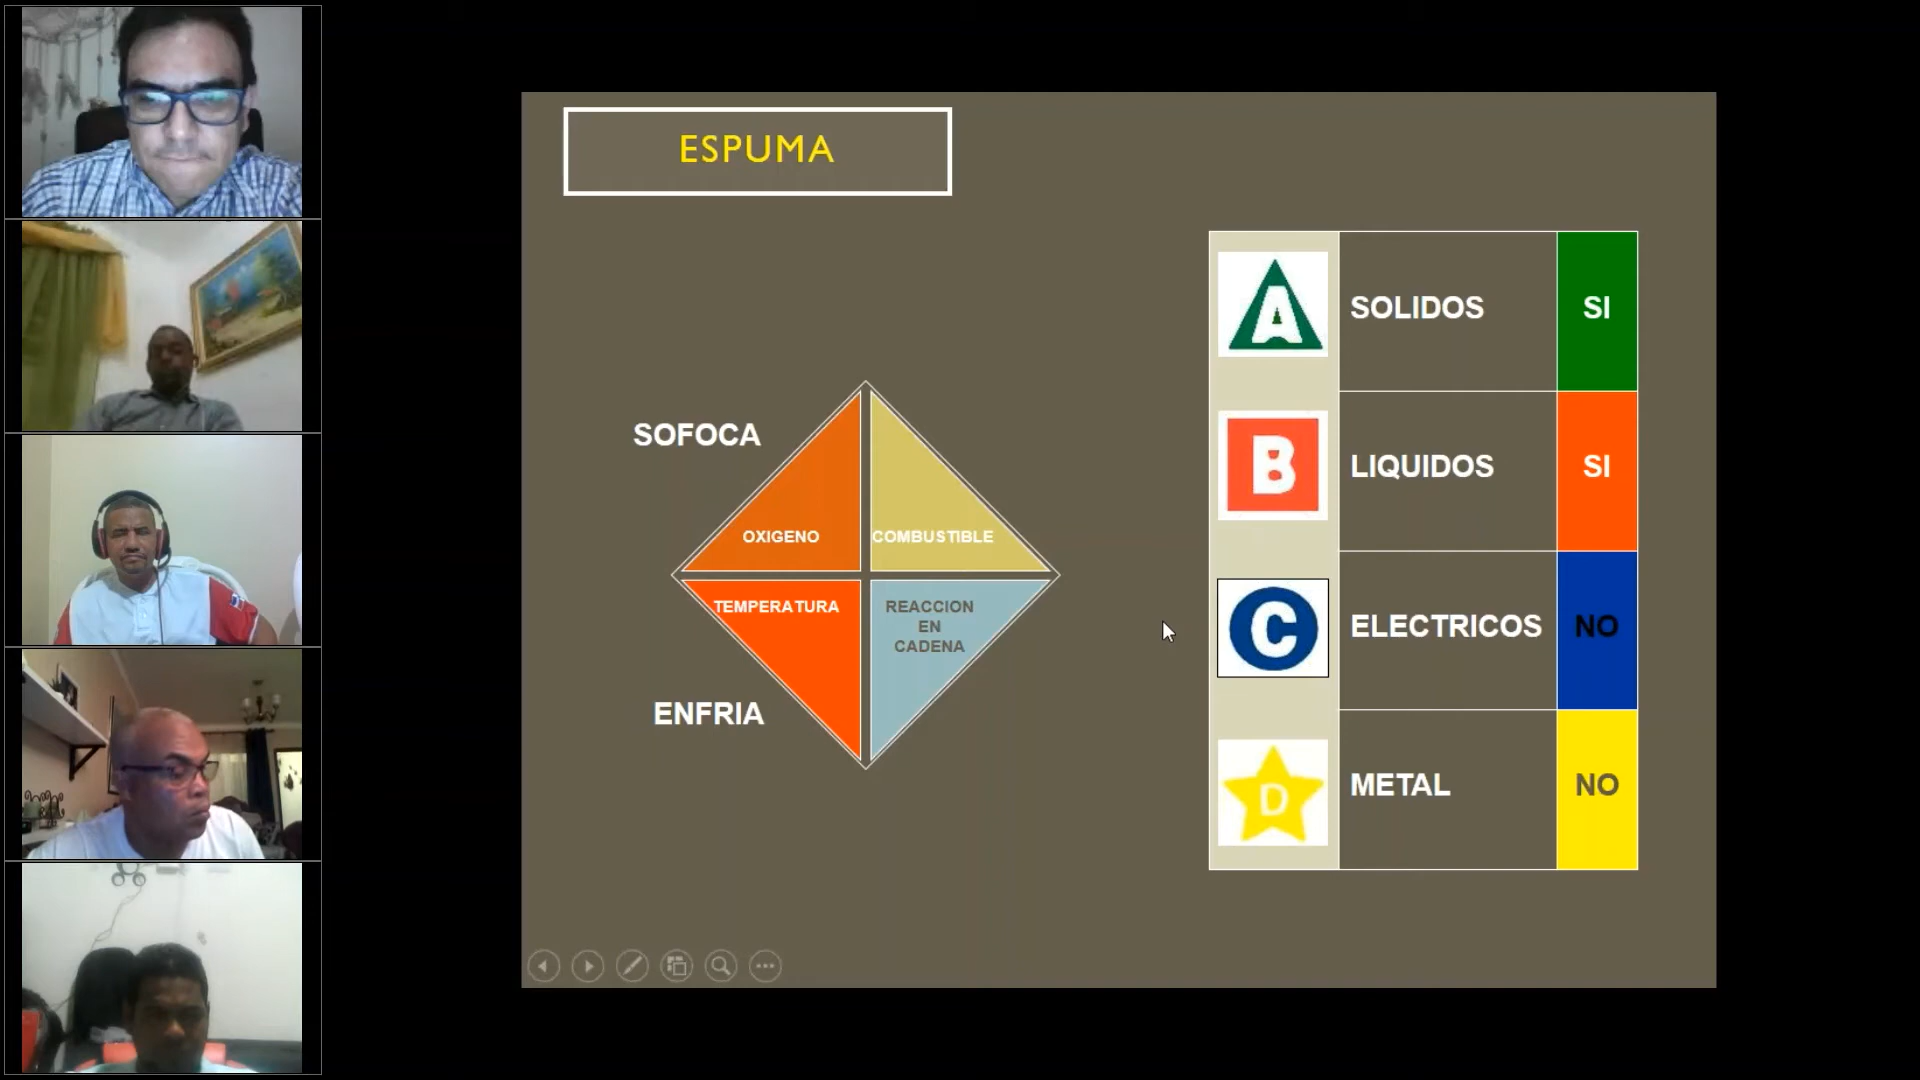 ESPUMA
SOFOCA
OXIGENO
COMBUSTIBLE
TEMPERATURA
REACCION
EN
CADENA
ENFRIA
A SOLIDOS SI
B LIQUIDOS SI
C ELECTRICOS NO
D METAL NO